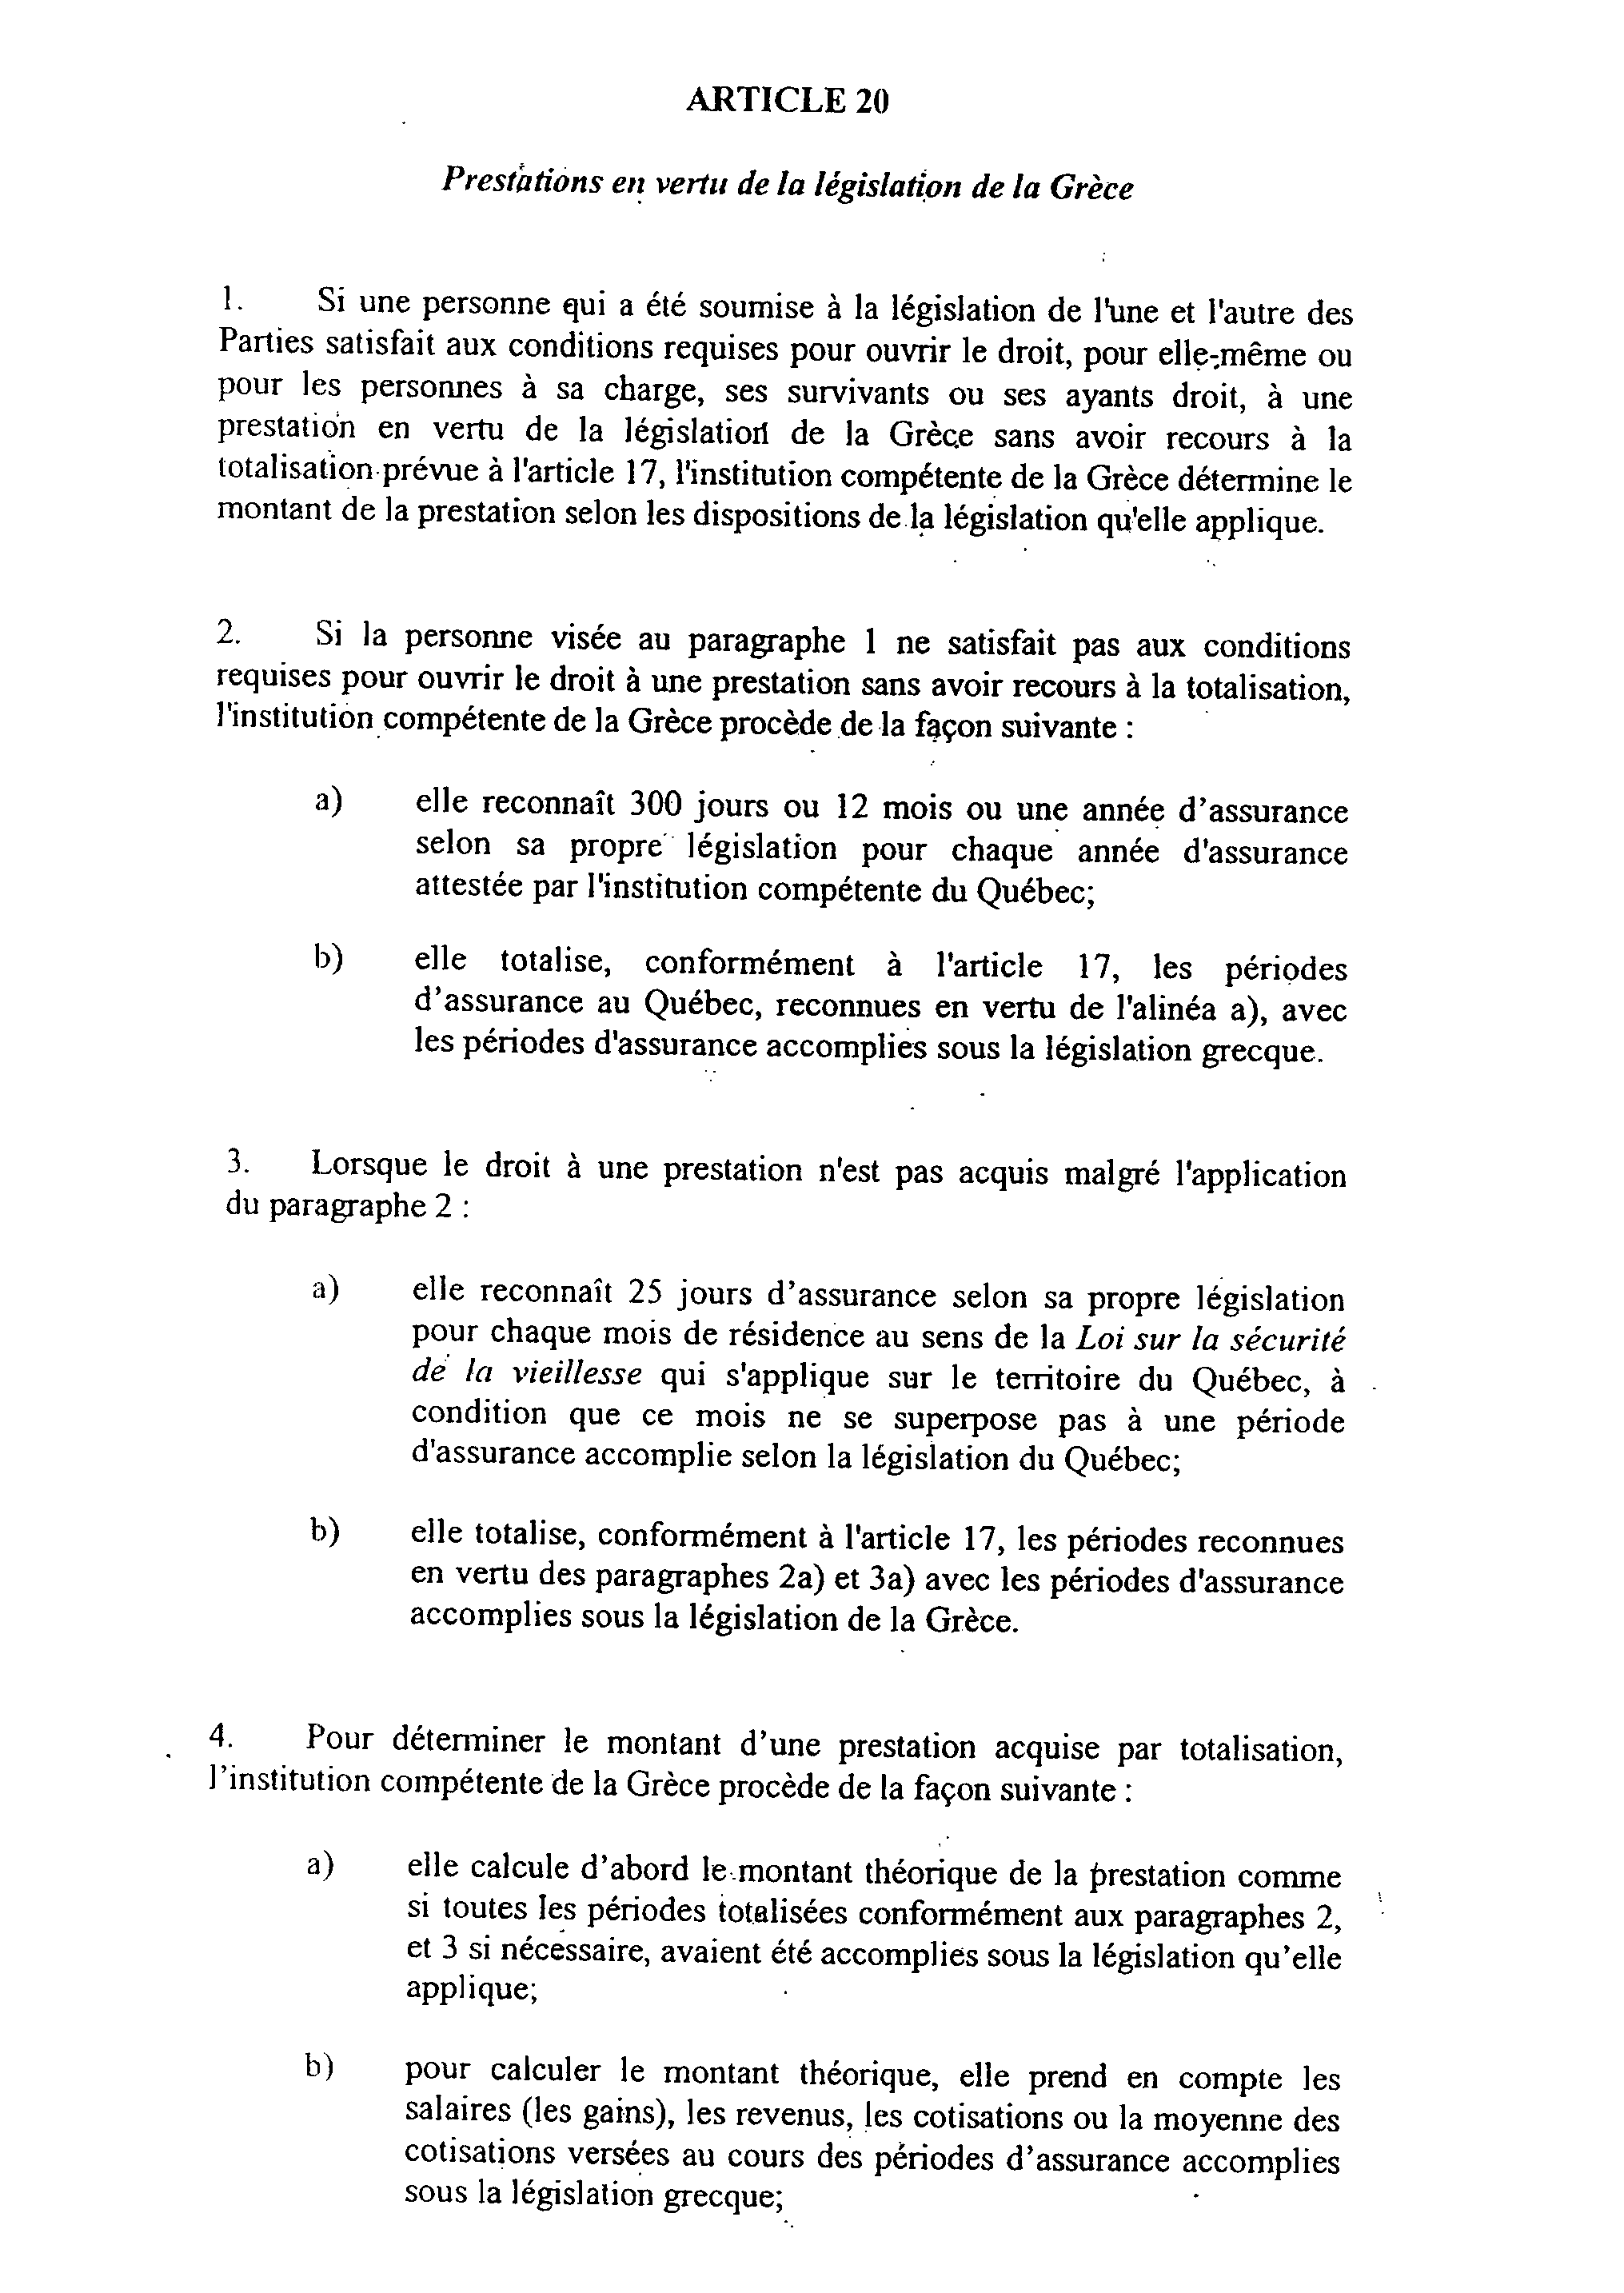 ARTICLE 20
Prestations en vertu de la législation de la Grèce
1. Si une personne qui a été soumise à la législation de l'une et l'autre des
Parties satisfait aux conditions requises pour ouvrir le droit, pour elle-même ou
pour les personnes à sa charge, ses survivants ou ses ayants droit, à une
prestation en vertu de la législation de la Grèce sans avoir recours à la
totalisation prévue à l'article 17, l'institution compétente de la Grèce détermine le
montant de la prestation selon les dispositions de la législation qu'elle applique.
2. Si la personne visée au paragraphe 1 ne satisfait pas aux conditions
requises pour ouvrir le droit à une prestation sans avoir recours à la totalisation,
l'institution compétente de la Grèce procède de la façon suivante :
a) elle reconnaît 300 jours ou 12 mois ou une année d’assurance
selon sa propre législation pour chaque année d'assurance
attestée par l'institution compétente du Québec;
b) elle totalise, conformément à l'article 17, les périodes
d’assurance au Québec, reconnues en vertu de l'alinéa a), avec
les périodes d'assurance accomplies sous la législation grecque.
3. Lorsque le droit à une prestation n'est pas acquis malgré l'application
du paragraphe 2 :
a) elle reconnaît 25 jours d’assurance selon sa propre législation
pour chaque mois de résidence au sens de la Loi sur la sécurité
de la vieillesse qui s'applique sur le territoire du Québec, à
condition que ce mois ne se superpose pas à une période
d'assurance accomplie selon la législation du Québec;
b) elle totalise, conformément à l'article 17, les périodes reconnues
en vertu des paragraphes 2a) et 3a) avec les périodes d'assurance
accomplies sous la législation de la Grèce.
4. Pour déterminer le montant d’une prestation acquise par totalisation,
l’institution compétente de la Grèce procède de la façon suivante :
a) elle calcule d’abord le montant théorique de la prestation comme
si toutes les périodes totalisées conformément aux paragraphes 2,
et 3 si nécessaire, avaient été accomplies sous la législation qu’elle
applique;
b) pour calculer le montant théorique, elle prend en compte les
salaires (les gains), les revenus, les cotisations ou la moyenne des
cotisations versées au cours des périodes d’assurance accomplies
sous la législation grecque;